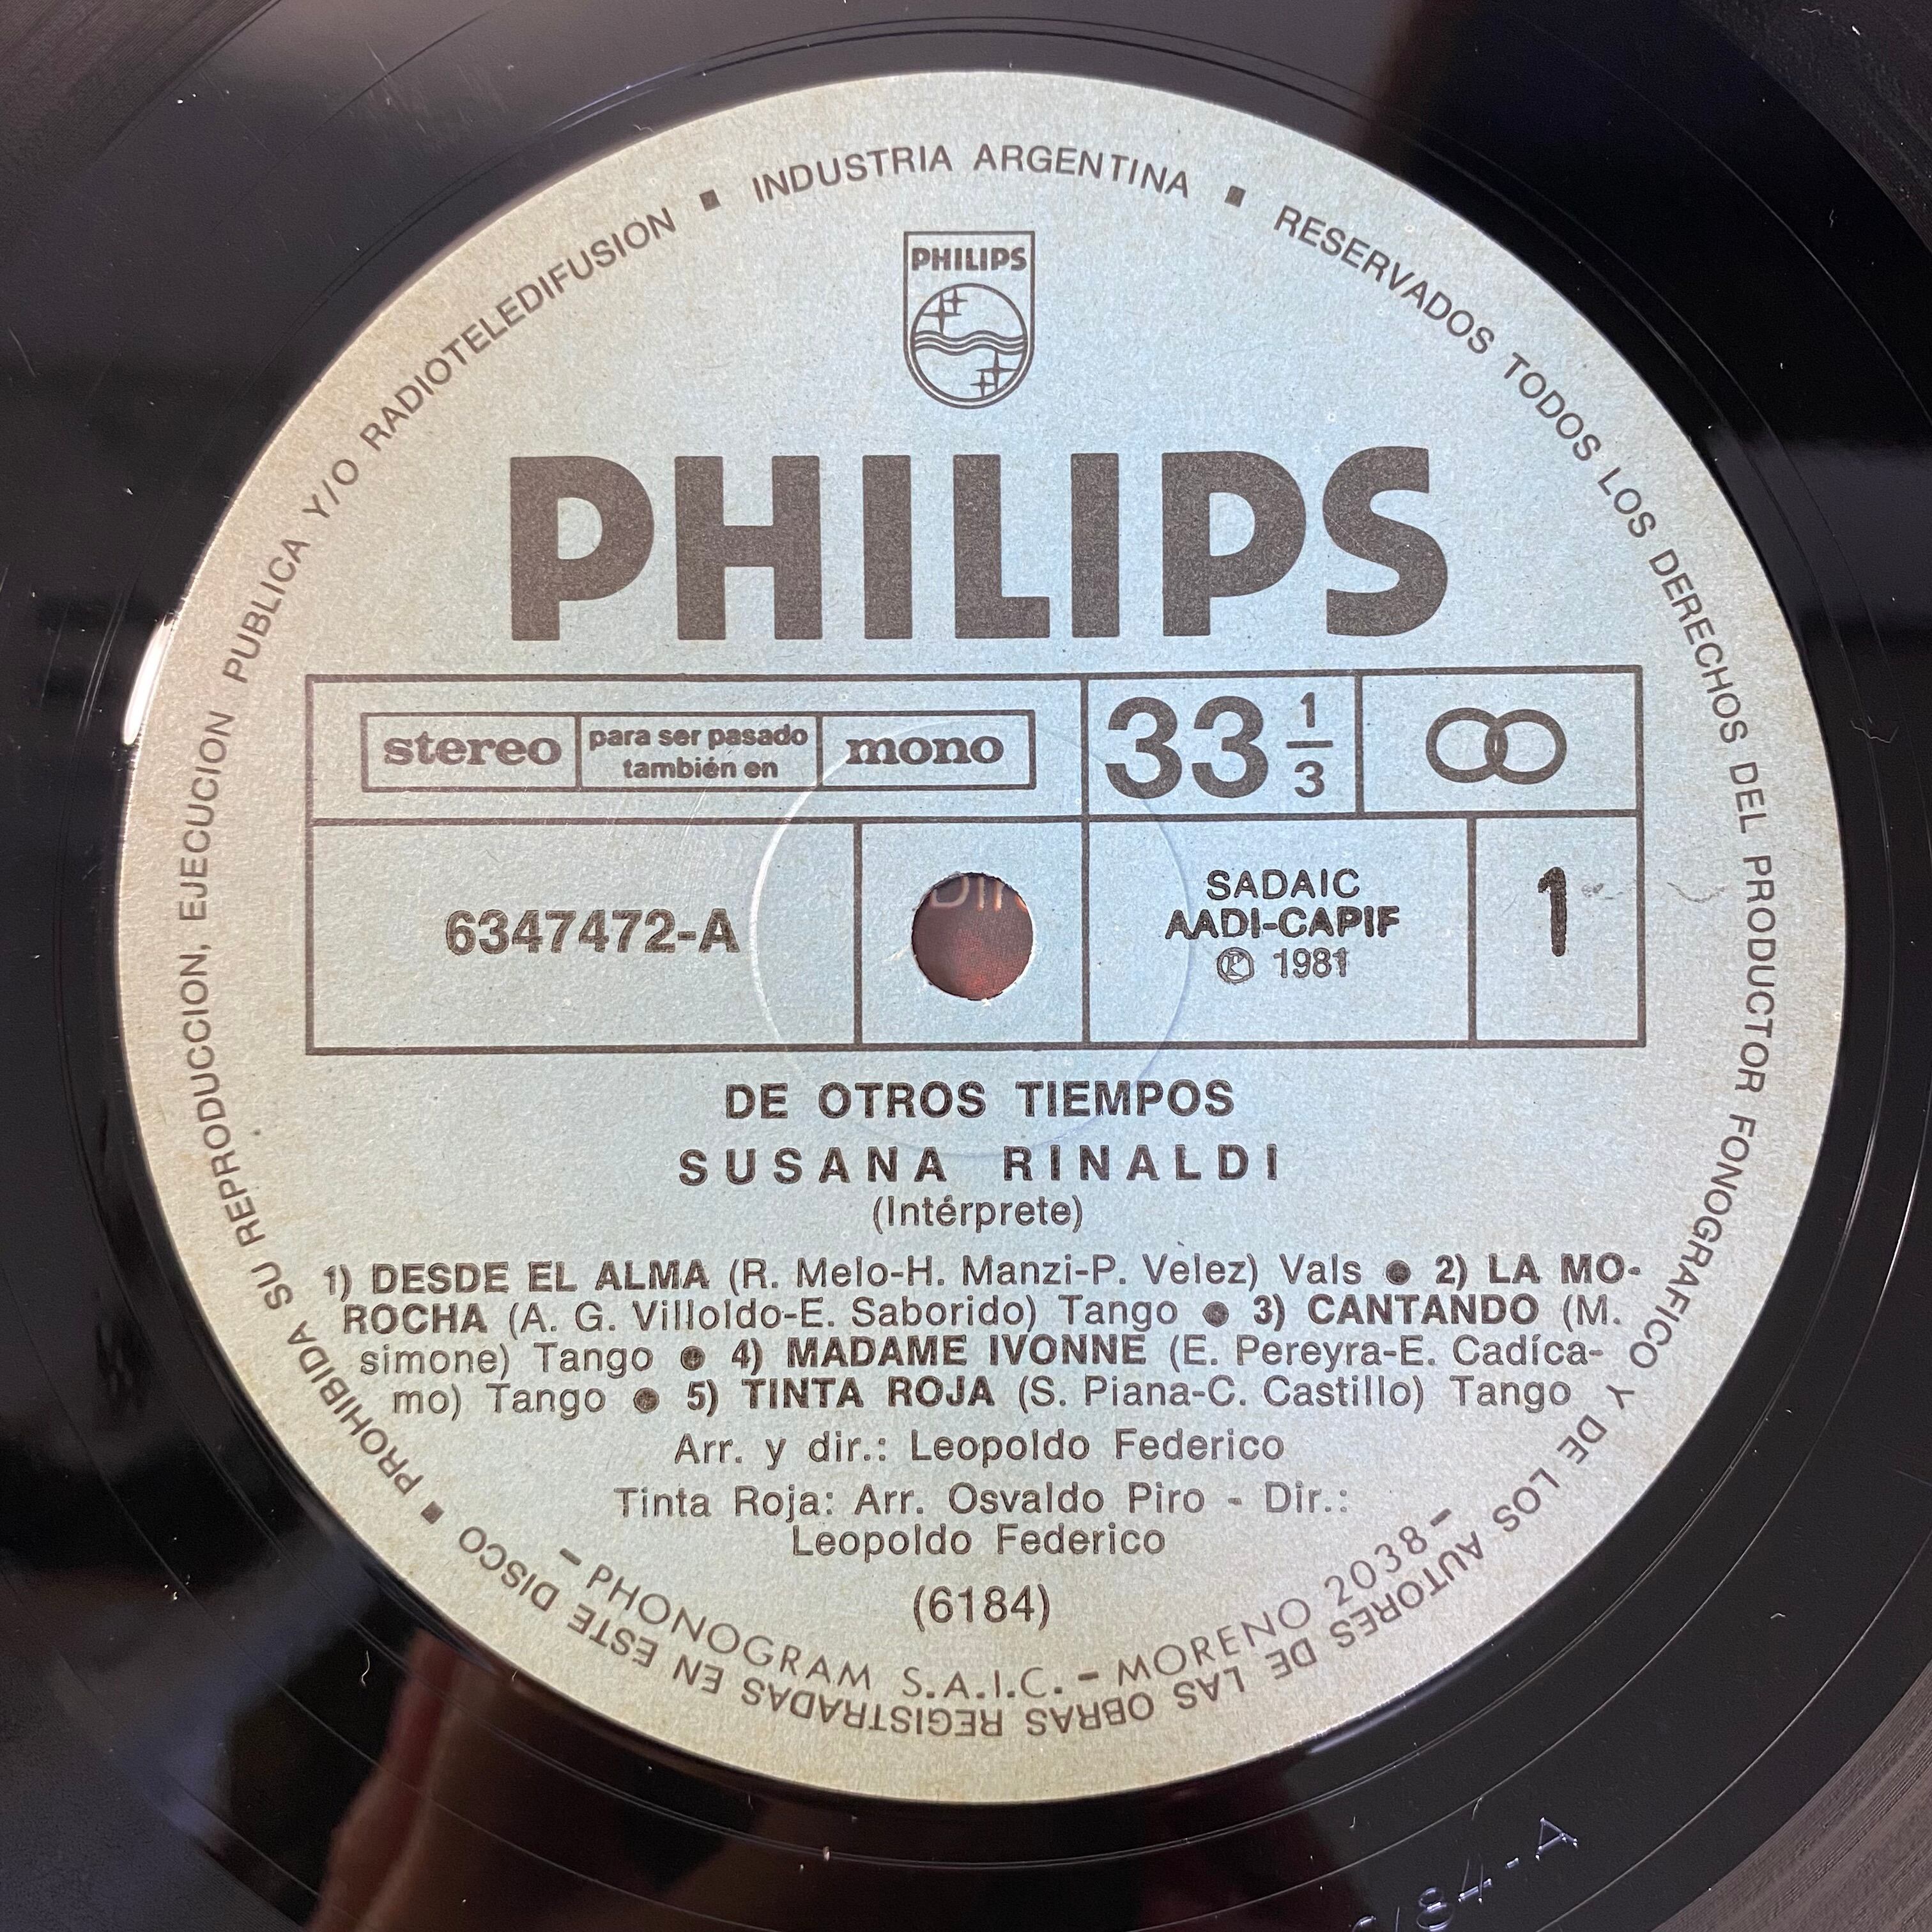 INDUSTRIA ARGENTINA ▪ RESERVADOS TODOS LOS DERECHOS DEL PRODUCTOR FONOGRAFICO Y DE LOS AUTORES DE LAS OBRAS REGISTRADAS EN ESTE DISCO ▪ PROHIBIDA SU REPRODUCCION, EJECUCION PUBLICA Y/O RADIOTELEDIFUSION ▪
PHILIPS
PHILIPS
stereo
para ser pasado
también en
mono
33 1/3
6347472-A
SADAIC
AADI-CAPIF
Ⓟ 1981
1
DE OTROS TIEMPOS
SUSANA RINALDI
(Intérprete)
1) DESDE EL ALMA (R. Melo-H. Manzi-P. Velez) Vals ● 2) LA MO-
ROCHA (A. G. Villoldo-E. Saborido) Tango ● 3) CANTANDO (M.
simone) Tango ● 4) MADAME IVONNE (E. Pereyra-E. Cadíca-
mo) Tango ● 5) TINTA ROJA (S. Piana-C. Castillo) Tango
Arr. y dir.: Leopoldo Federico
Tinta Roja: Arr. Osvaldo Piro - Dir.:
Leopoldo Federico
(6184)
- PHONOGRAM S.A.I.C. - MORENO 2038 -